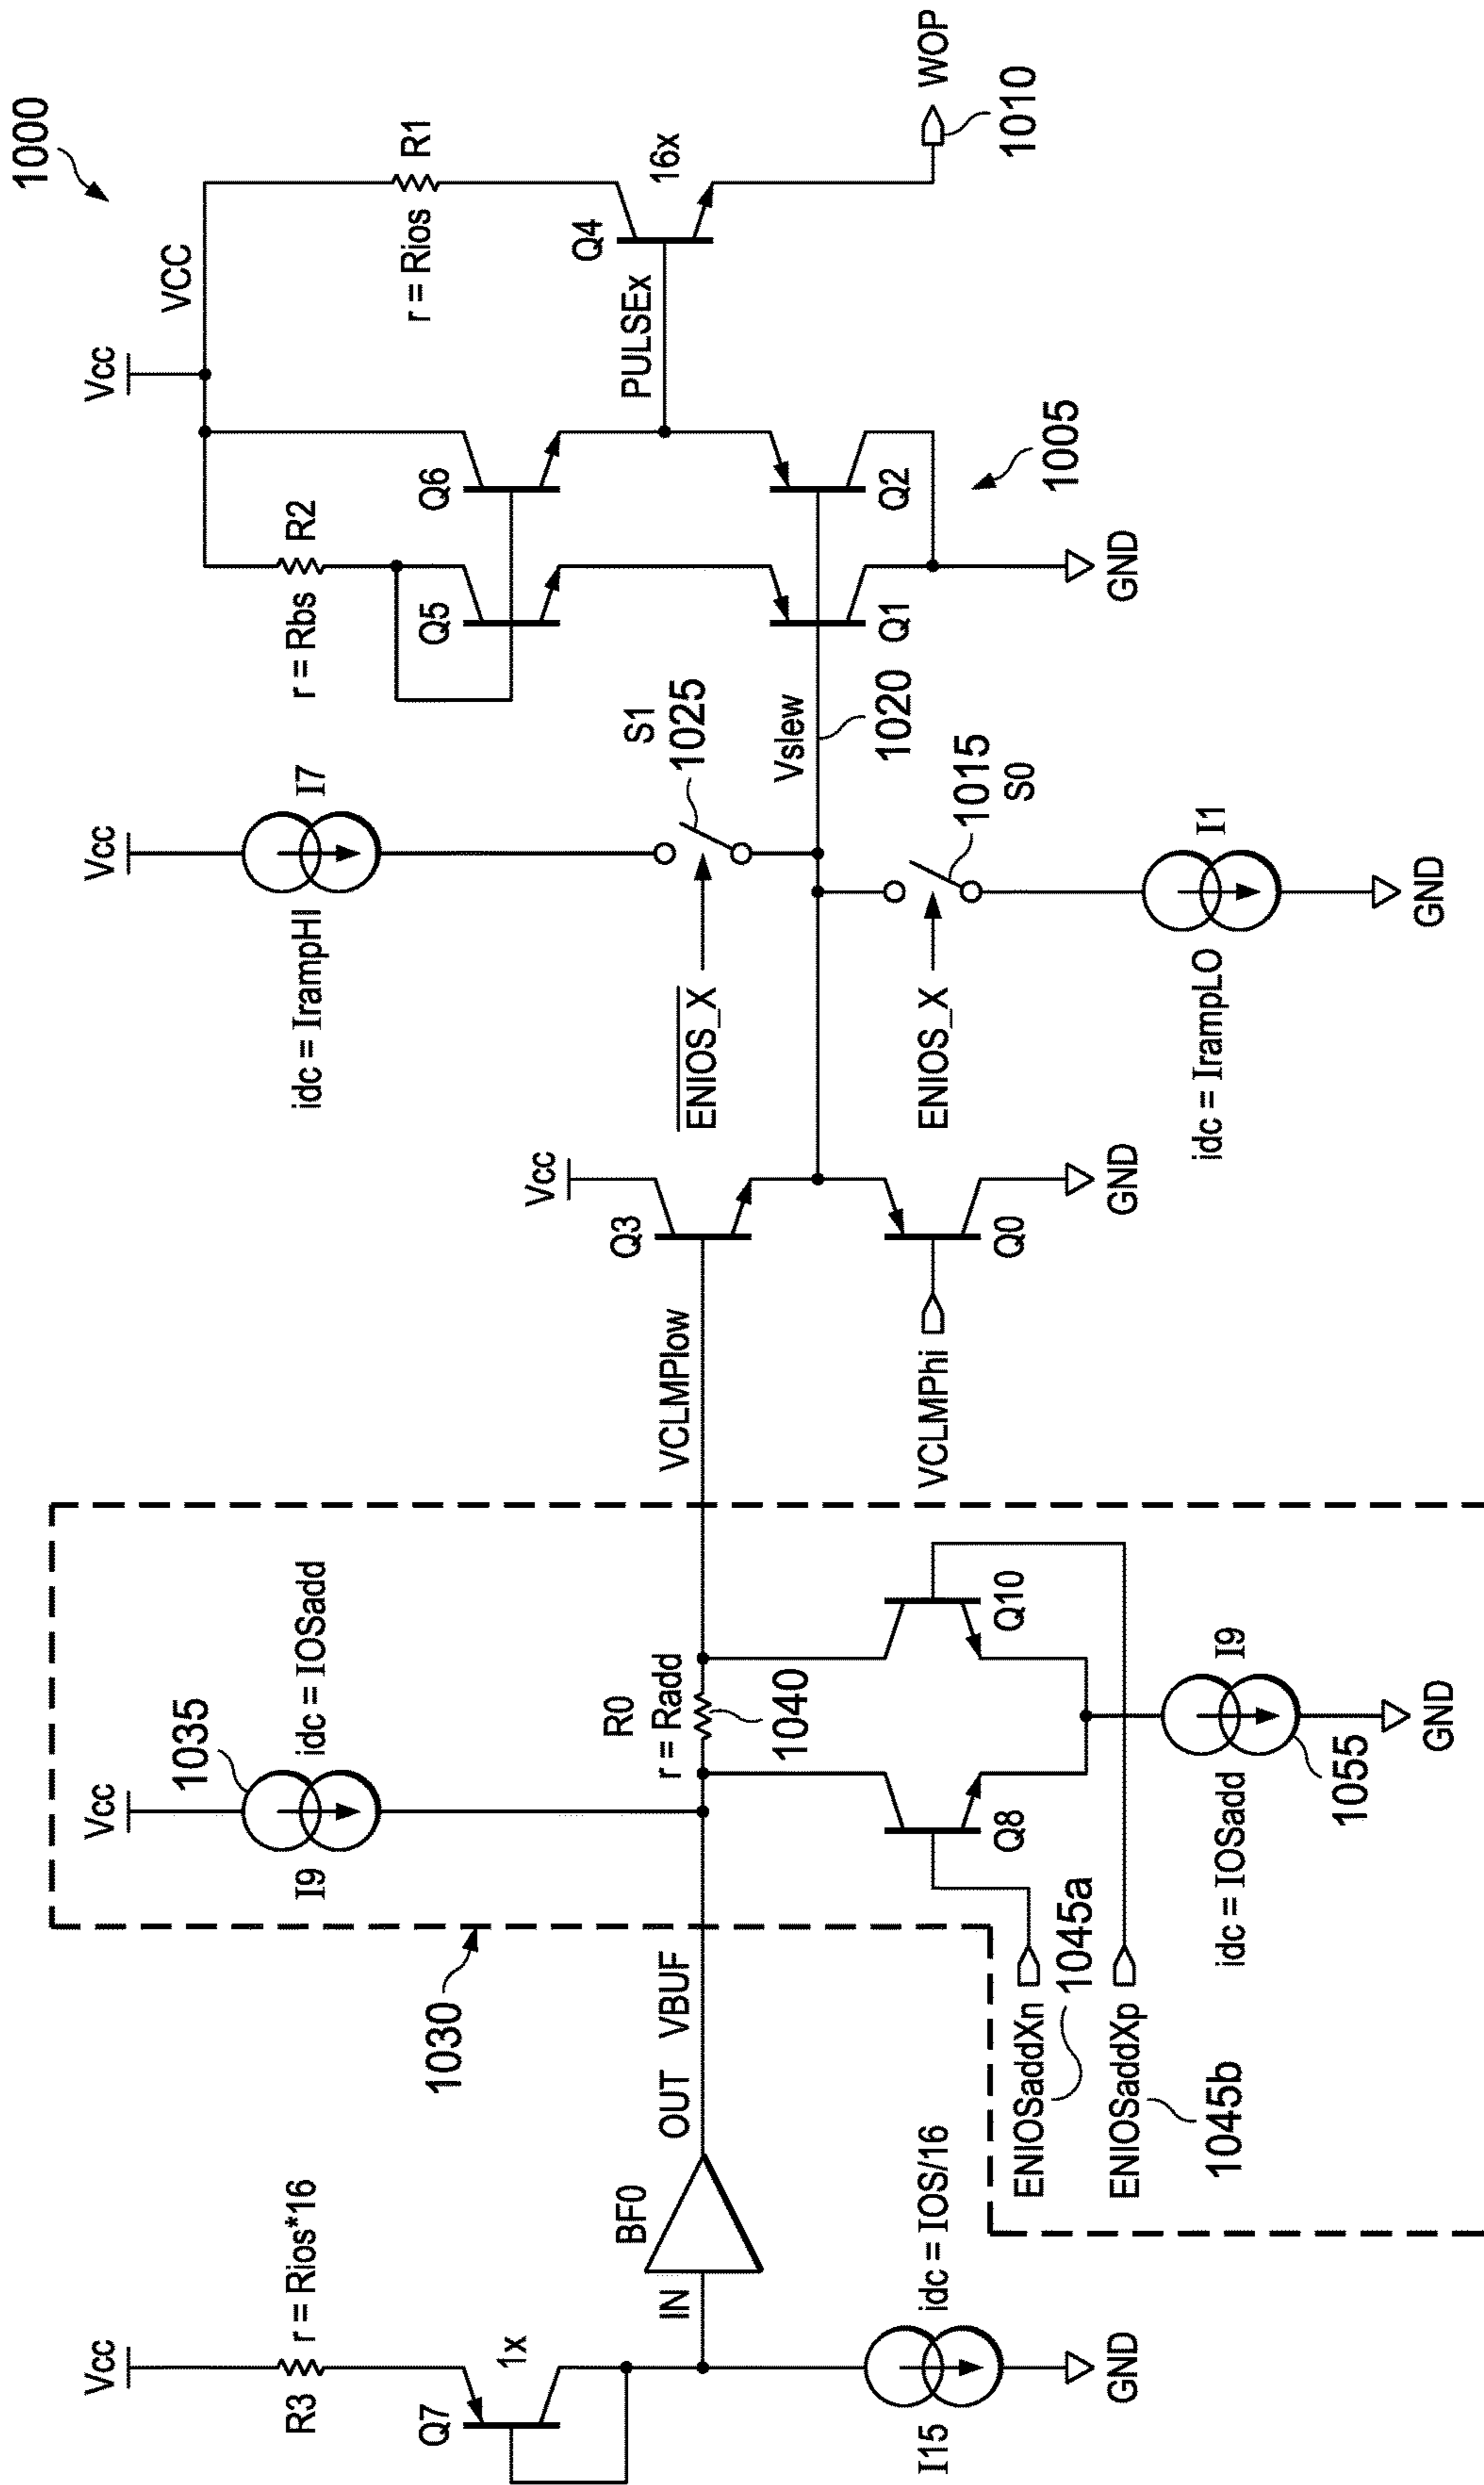 1000
Vcc
VCC
r = Rios
R1
Q4
16x
WOP
1010
PULSEx
Q6
Q2
1005
r = Rbs
R2
Q5
Q1
GND
Vcc
I7
idc = IrampHI
S1
1025
ENIOS_X
Vslew
1020
1015
S0
ENIOS_X
I1
idc = IrampLO
GND
Vcc
Q3
Q0
GND
VCLMPlow
VCLMPhi
Vcc
1035
idc = IOSadd
I9
R0
r = Radd
1040
Q8
Q10
I9
idc = IOSadd
1055
GND
1030
ENIOSaddXn
1045a
ENIOSaddXp
1045b
OUT VBUF
BF0
IN
Vcc
R3 r = Rios*16
Q7
1x
idc = IOS/16
I15
GND